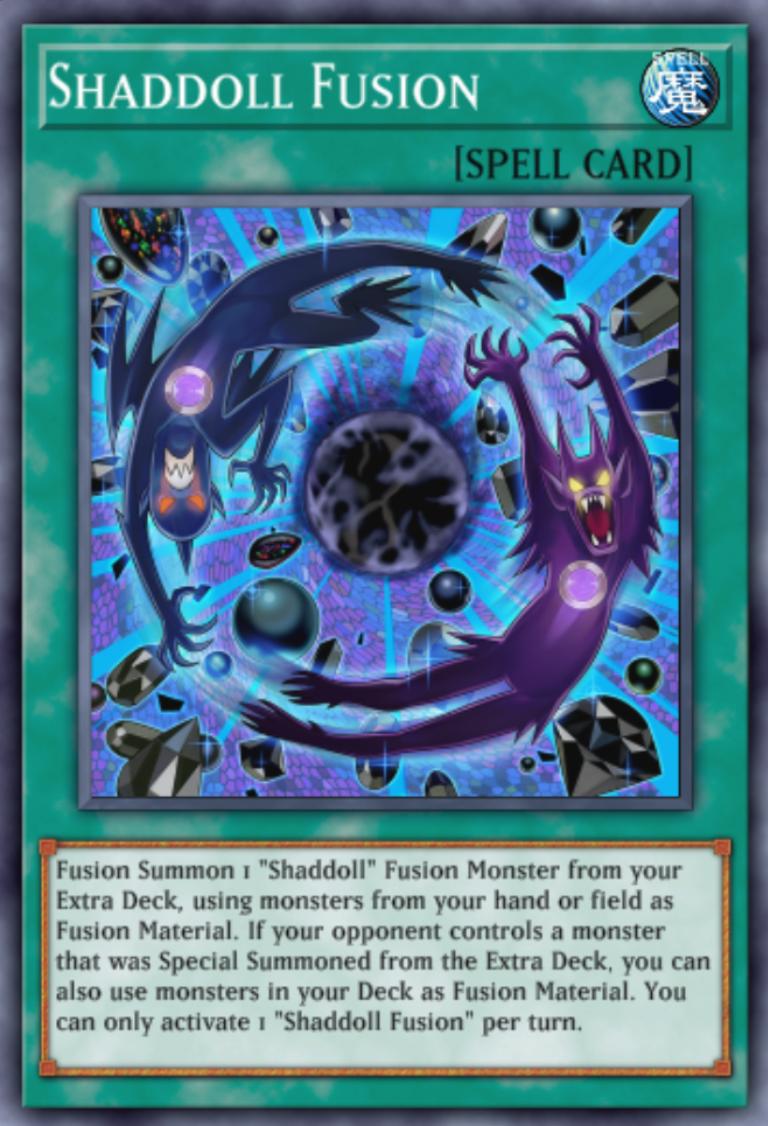 SHADDOLL FUSION
SPELL
魔
[SPELL CARD]
Fusion Summon 1 "Shaddoll" Fusion Monster from your
Extra Deck, using monsters from your hand or field as
Fusion Material. If your opponent controls a monster
that was Special Summoned from the Extra Deck, you can
also use monsters in your Deck as Fusion Material. You
can only activate 1 "Shaddoll Fusion" per turn.